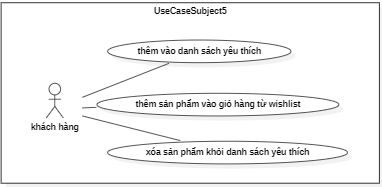 UseCaseSubject5
thêm vào danh sách yêu thích
thêm sản phẩm vào giỏ hàng từ wishlist
khách hàng
xóa sản phẩm khỏi danh sách yêu thích